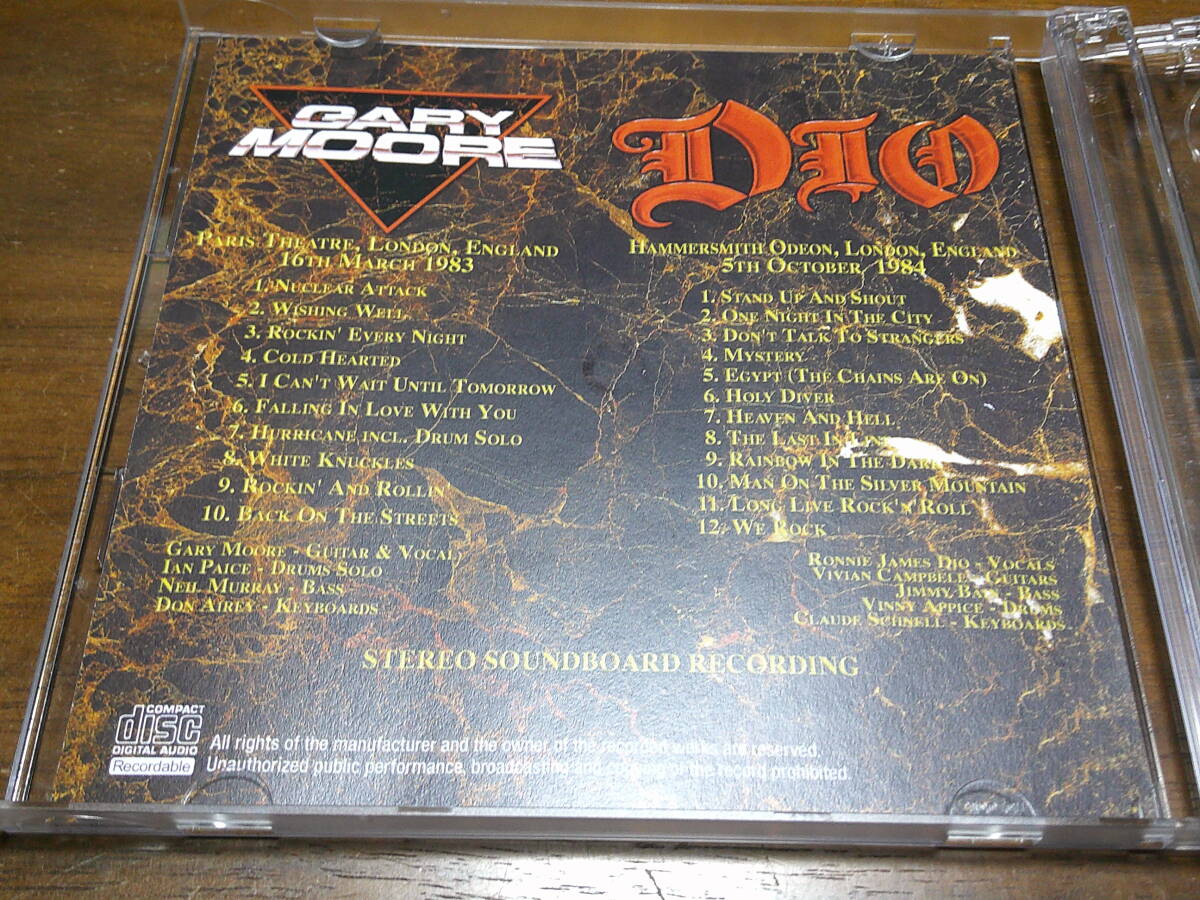 GARY
MOORE
PARIS THEATRE, LONDON, ENGLAND
16TH MARCH 1983
1. NUCLEAR ATTACK
2. WISHING WELL
3. ROCKIN' EVERY NIGHT
4. COLD HEARTED
5. I CAN'T WAIT UNTIL TOMORROW
6. FALLING IN LOVE WITH YOU
7. HURRICANE INCL. DRUM SOLO
8. WHITE KNUCKLES
9. ROCKIN' AND ROLLIN
10. BACK ON THE STREETS
GARY MOORE - GUITAR & VOCAL
IAN PAICE - DRUMS SOLO
NEIL MURRAY - BASS
DON AIREY - KEYBOARDS
DIO
HAMMERSMITH ODEON, LONDON, ENGLAND
5TH OCTOBER 1984
1. STAND UP AND SHOUT
2. ONE NIGHT IN THE CITY
3. DON'T TALK TO STRANGERS
4. MYSTERY
5. EGYPT (THE CHAINS ARE ON)
6. HOLY DIVER
7. HEAVEN AND HELL
8. THE LAST IN LINE
9. RAINBOW IN THE DARK
10. MAN ON THE SILVER MOUNTAIN
11. LONG LIVE ROCK'N'ROLL
12. WE ROCK
RONNIE JAMES DIO - VOCALS
VIVIAN CAMPBELL - GUITARS
JIMMY BAIN - BASS
VINNY APPICE - DRUMS
CLAUDE SCHNELL - KEYBOARDS
STEREO SOUNDBOARD RECORDING
COMPACT
disc
DIGITAL AUDIO
Recordable
All rights of the manufacturer and the owner of the recorded works are reserved.
Unauthorized public performance, broadcasting and copying of the record prohibited.